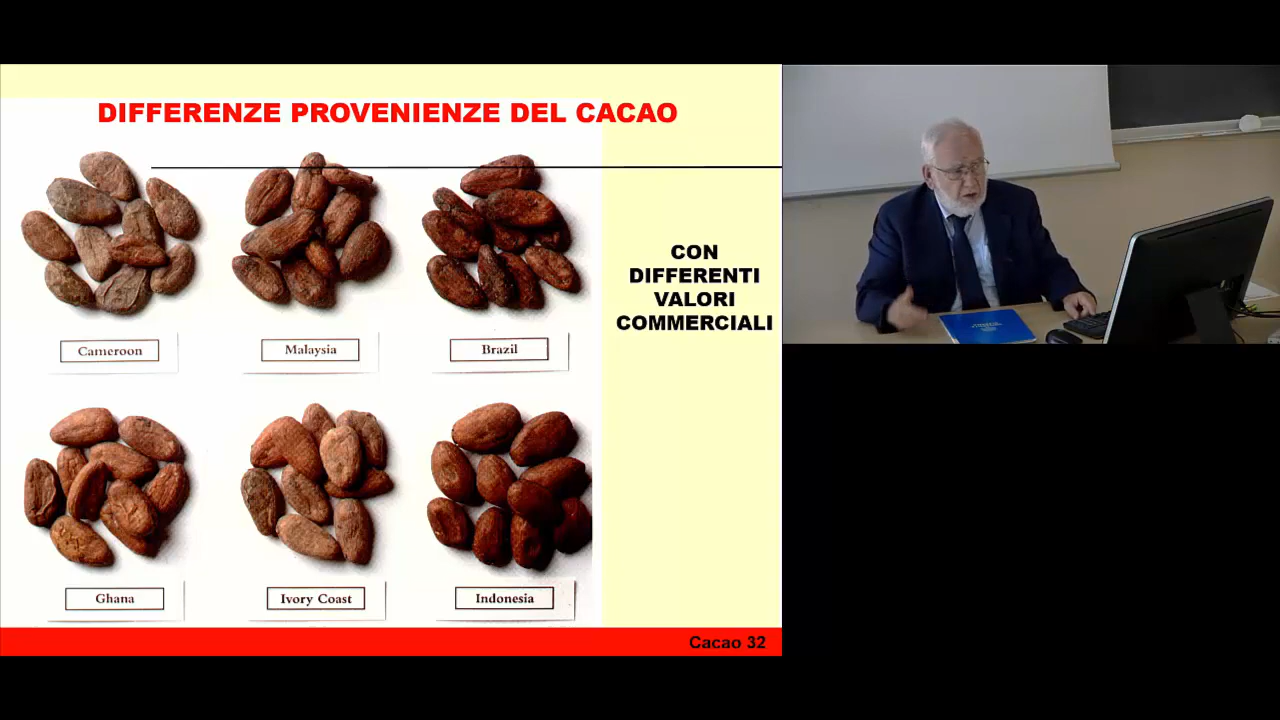 DIFFERENZE PROVENIENZE DEL CACAO
CON
DIFFERENTI
VALORI
COMMERCIALI
Cameroon
Malaysia
Brazil
Ghana
Ivory Coast
Indonesia
Cacao 32